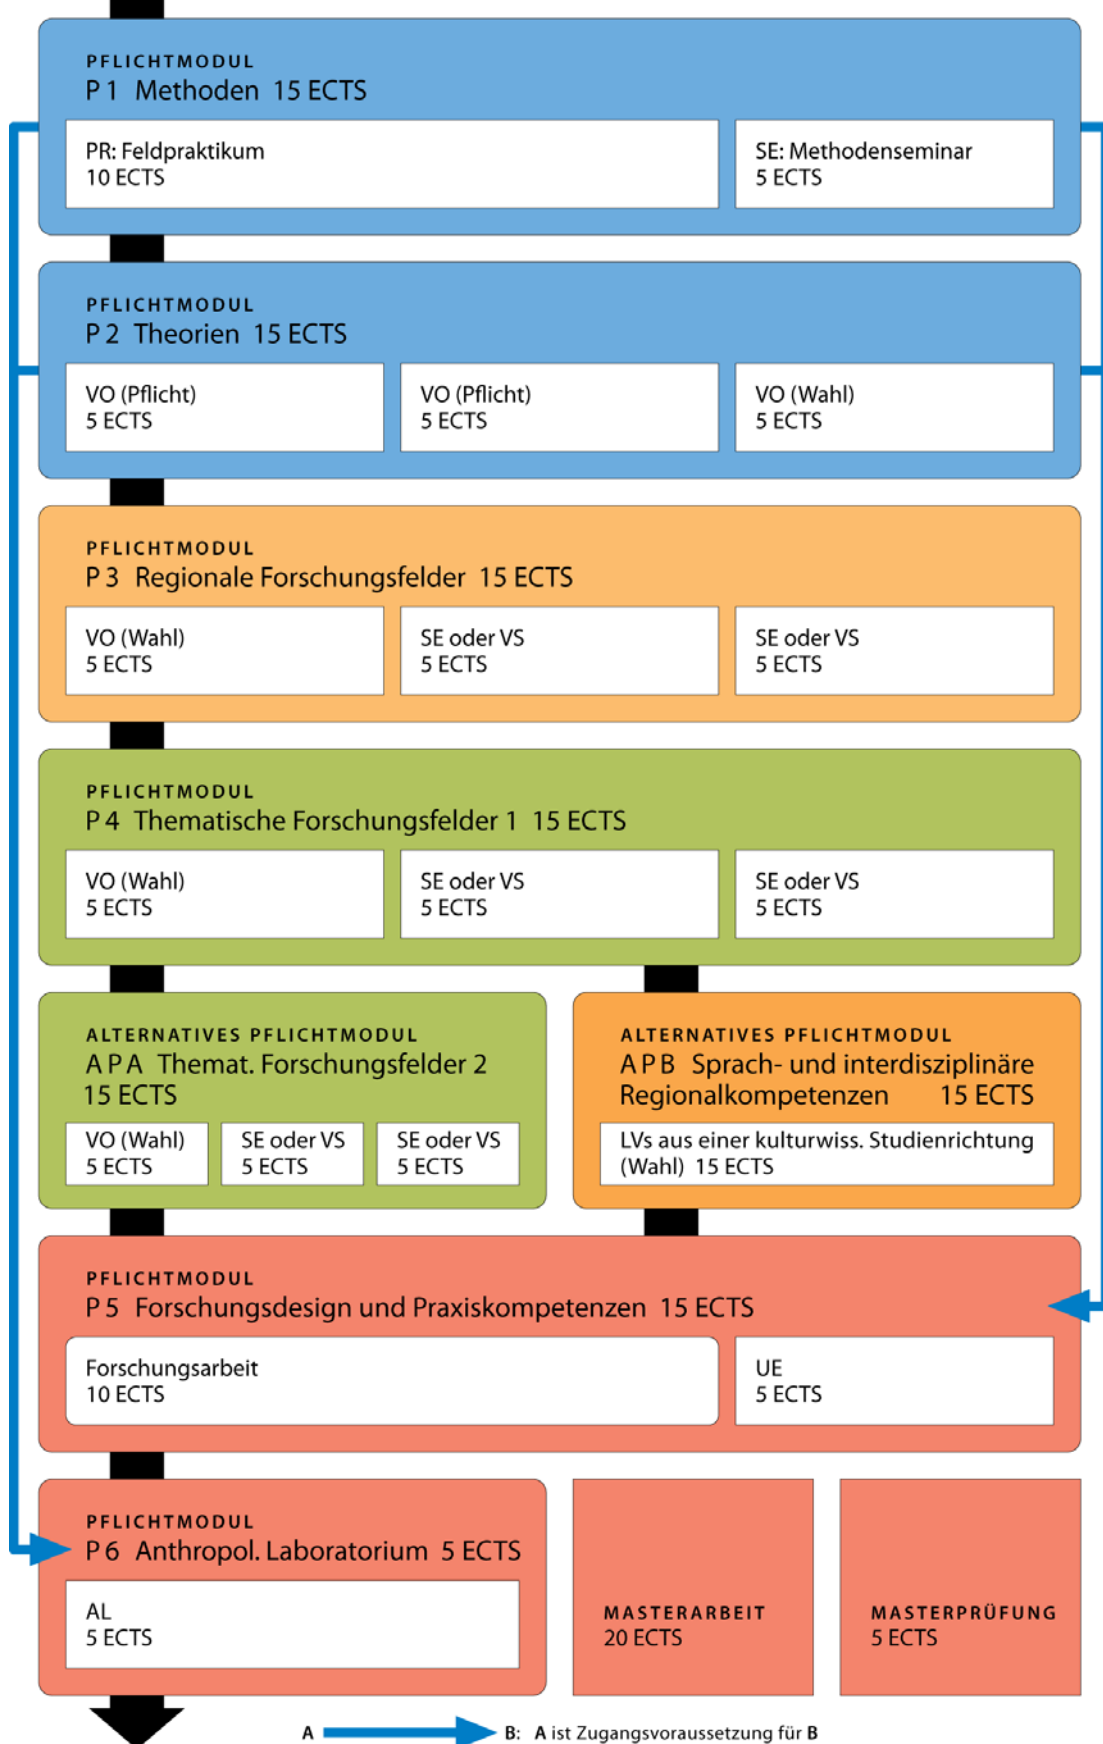 PFLICHTMODUL
P 1 Methoden 15 ECTS
PR: Feldpraktikum
10 ECTS
SE: Methodenseminar
5 ECTS
PFLICHTMODUL
P 2 Theorien 15 ECTS
VO (Pflicht)
5 ECTS
VO (Pflicht)
5 ECTS
VO (Wahl)
5 ECTS
PFLICHTMODUL
P 3 Regionale Forschungsfelder 15 ECTS
VO (Wahl)
5 ECTS
SE oder VS
5 ECTS
SE oder VS
5 ECTS
PFLICHTMODUL
P 4 Thematische Forschungsfelder 1 15 ECTS
VO (Wahl)
5 ECTS
SE oder VS
5 ECTS
SE oder VS
5 ECTS
ALTERNATIVES PFLICHTMODUL
A P A Themat. Forschungsfelder 2
15 ECTS
VO (Wahl)
5 ECTS
SE oder VS
5 ECTS
SE oder VS
5 ECTS
ALTERNATIVES PFLICHTMODUL
A P B Sprach- und interdisziplinäre
Regionalkompetenzen 15 ECTS
LVs aus einer kulturwiss. Studienrichtung
(Wahl) 15 ECTS
PFLICHTMODUL
P 5 Forschungsdesign und Praxiskompetenzen 15 ECTS
Forschungsarbeit
10 ECTS
UE
5 ECTS
PFLICHTMODUL
P 6 Anthropol. Laboratorium 5 ECTS
AL
5 ECTS
MASTERARBEIT
20 ECTS
MASTERPRÜFUNG
5 ECTS
A B: A ist Zugangsvoraussetzung für B